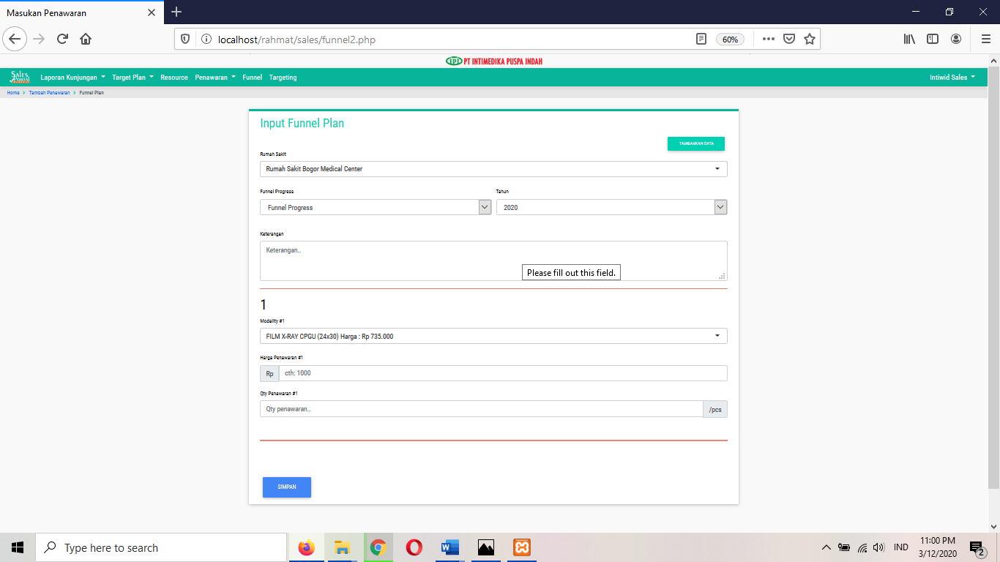 Masukan Penawaran
localhost/rahmat/sales/funnel2.php
60%
IPI PT INTIMEDIKA PUSPA INDAH
SALES PORTAL
Laporan Kunjungan Target Plan Resource Penawaran Funnel Targeting Intiwid Sales
Home > Tambah Penawaran > Funnel Plan
Input Funnel Plan
TAMBAHKAN DATA
Rumah Sakit
Rumah Sakit Bogor Medical Center
Funnel Progress Tahun
Funnel Progress 2020
Keterangan
Keterangan..
Please fill out this field.
1
Modality #1
FILM X-RAY CPGU (24x30) Harga : Rp 735.000
Harga Penawaran #1
Rp cth: 1000
Qty Penawaran #1
Qty penawaran.. /pcs
SIMPAN
Type here to search
IND
11:00 PM
3/12/2020
2